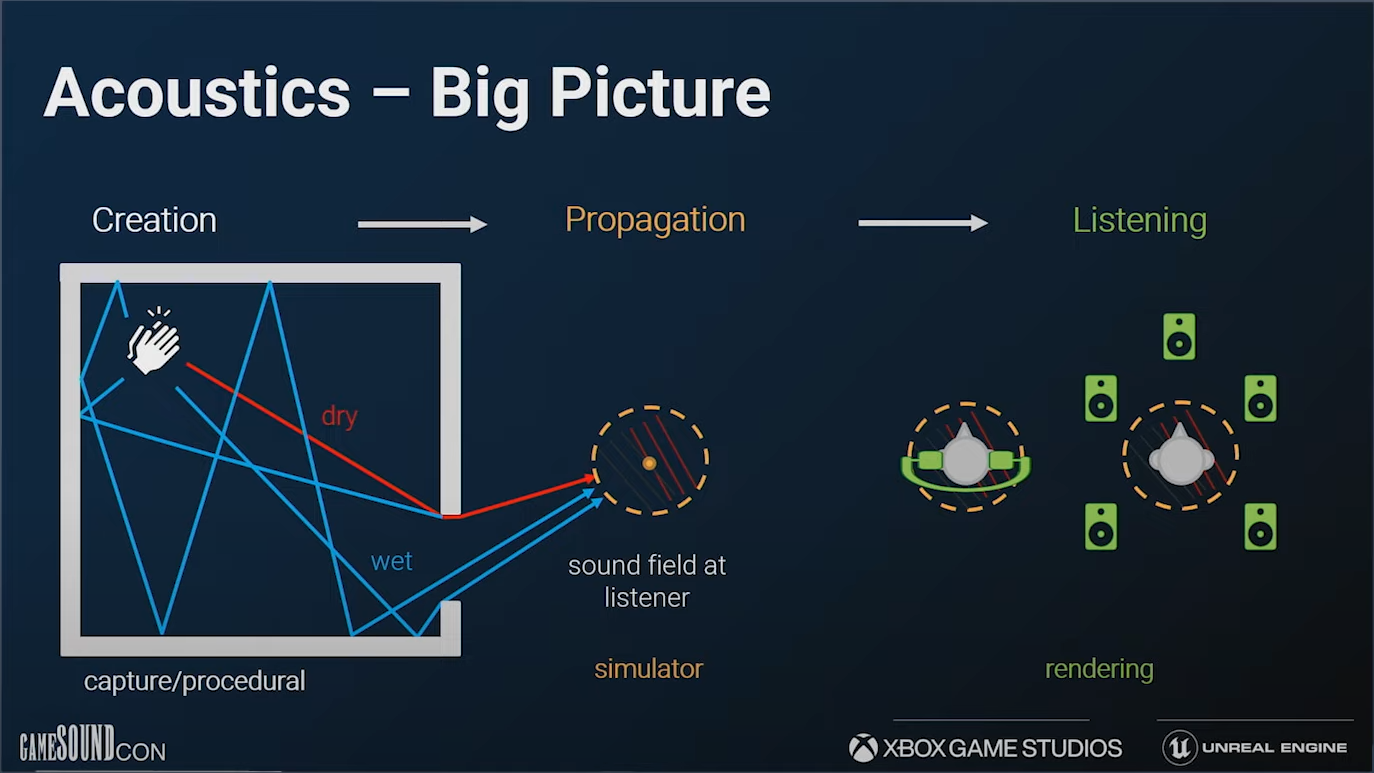 Acoustics – Big Picture
Creation
Propagation
Listening
dry
wet
sound field at
listener
capture/procedural
simulator
rendering
GAMESOUNDCON
XBOX GAME STUDIOS
UNREAL ENGINE